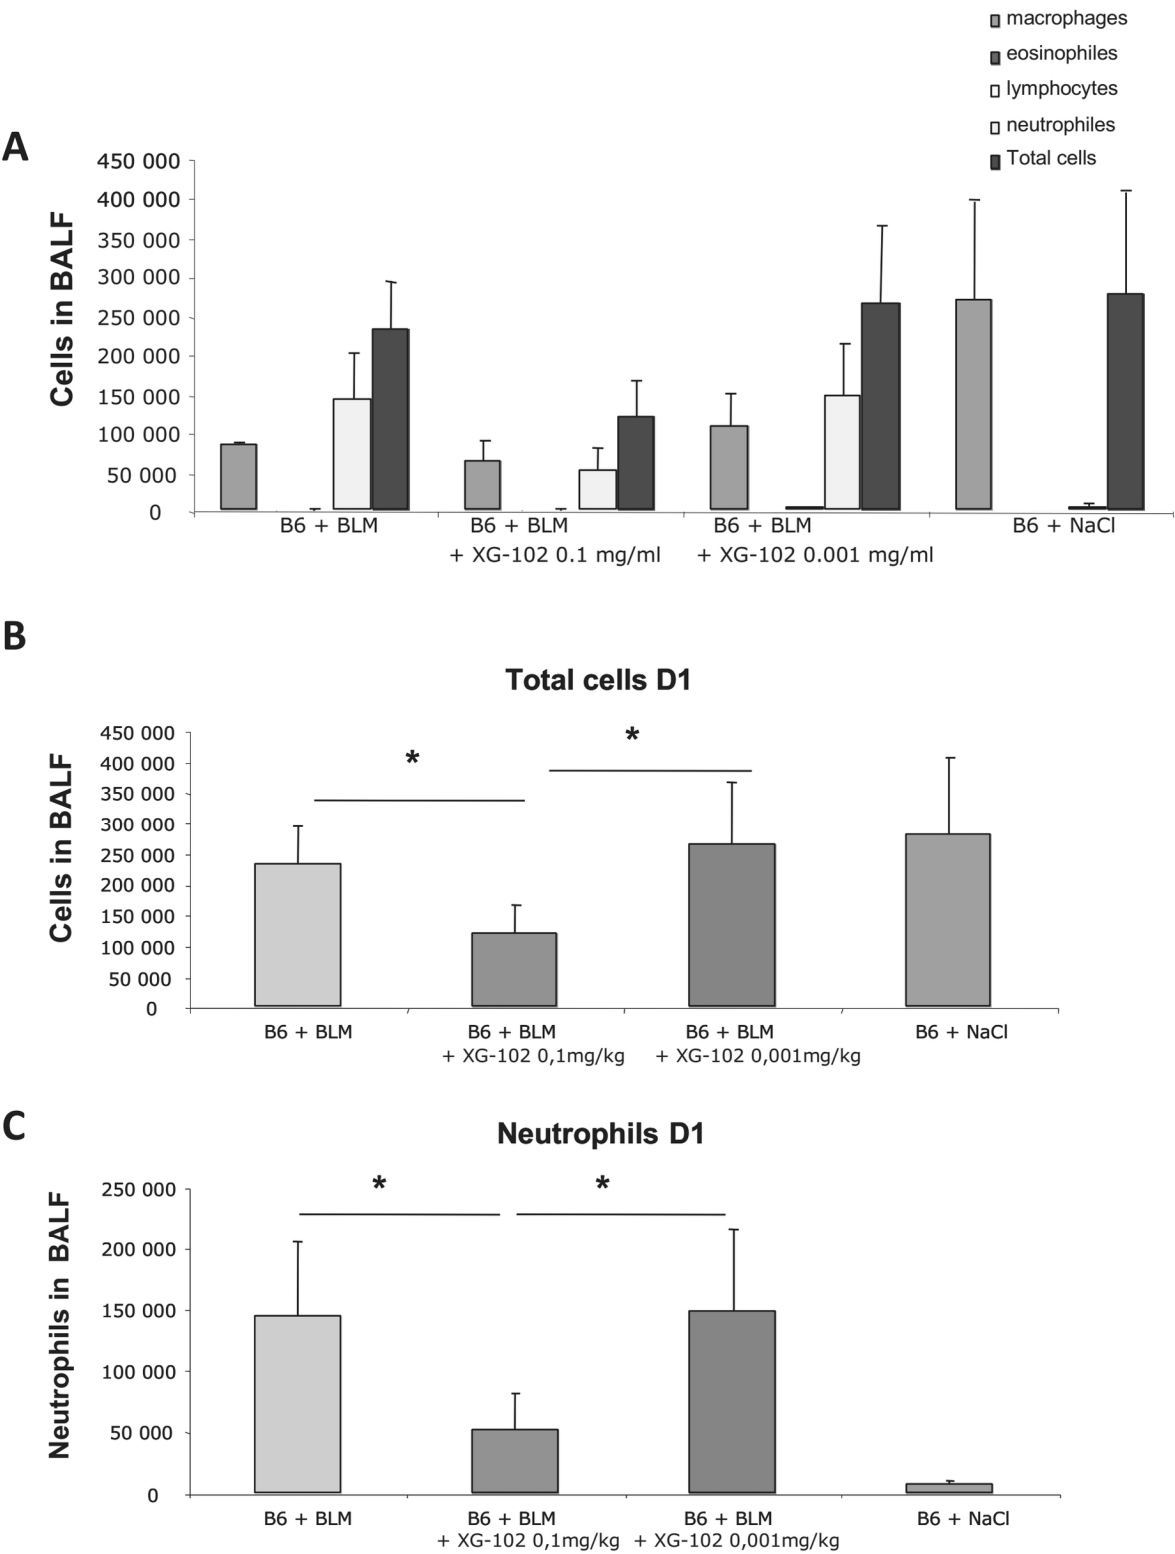 macrophages
eosinophiles
lymphocytes
neutrophiles
Total cells
A
Cells in BALF
450 000
400 000
350 000
300 000
250 000
200 000
150 000
100 000
50 000
0
B6 + BLM
B6 + BLM
+ XG-102 0.1 mg/ml
B6 + BLM
+ XG-102 0.001 mg/ml
B6 + NaCl
B
Total cells D1
Cells in BALF
450 000
400 000
350 000
300 000
250 000
200 000
150 000
100 000
50 000
0
*
*
B6 + BLM
B6 + BLM
+ XG-102 0,1mg/kg
B6 + BLM
+ XG-102 0,001mg/kg
B6 + NaCl
C
Neutrophils D1
Neutrophils in BALF
250 000
200 000
150 000
100 000
50 000
0
*
*
B6 + BLM
B6 + BLM
+ XG-102 0,1mg/kg
B6 + BLM
+ XG-102 0,001mg/kg
B6 + NaCl